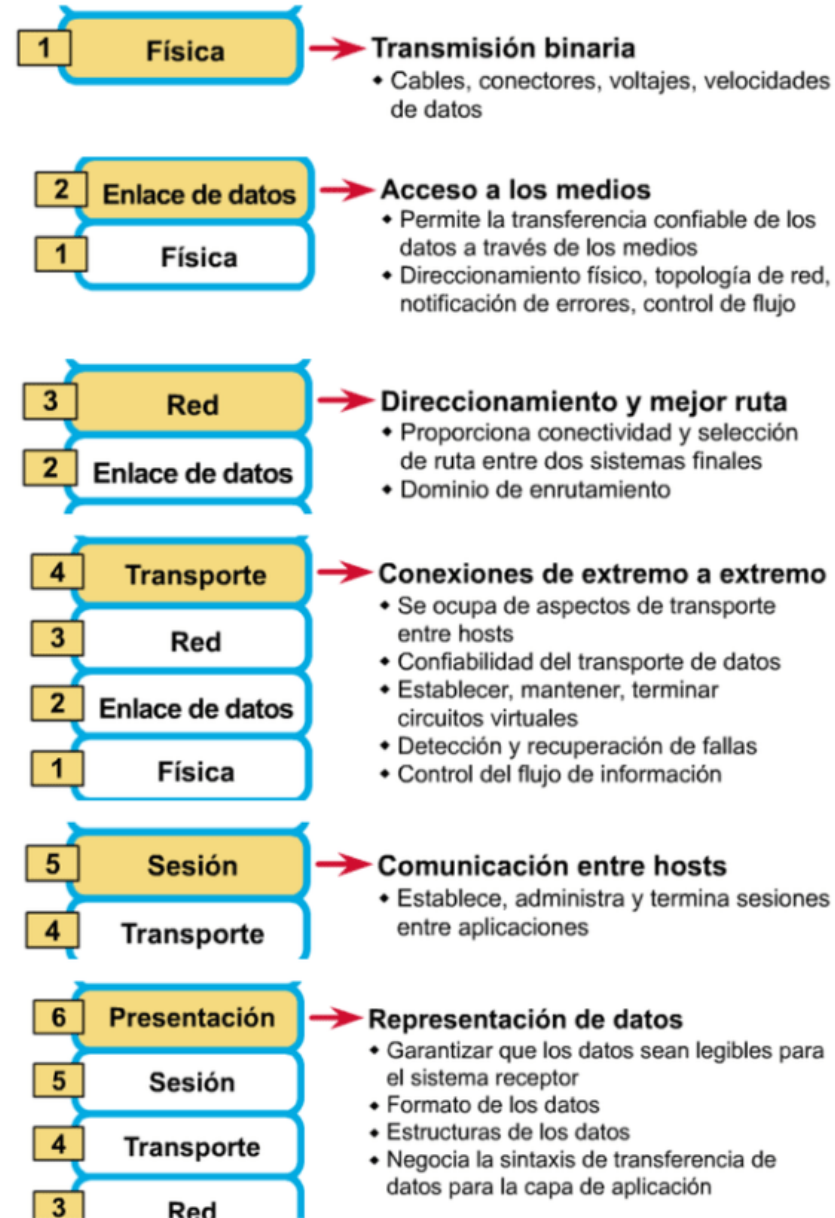 1 Física
Transmisión binaria
◆ Cables, conectores, voltajes, velocidades
de datos
2 Enlace de datos
1 Física
Acceso a los medios
◆ Permite la transferencia confiable de los
datos a través de los medios
◆ Direccionamiento físico, topología de red,
notificación de errores, control de flujo
3 Red
2 Enlace de datos
Direccionamiento y mejor ruta
◆ Proporciona conectividad y selección
de ruta entre dos sistemas finales
◆ Dominio de enrutamiento
4 Transporte
3 Red
2 Enlace de datos
1 Física
Conexiones de extremo a extremo
◆ Se ocupa de aspectos de transporte
entre hosts
◆ Confiabilidad del transporte de datos
◆ Establecer, mantener, terminar
circuitos virtuales
◆ Detección y recuperación de fallas
◆ Control del flujo de información
5 Sesión
4 Transporte
Comunicación entre hosts
◆ Establece, administra y termina sesiones
entre aplicaciones
6 Presentación
5 Sesión
4 Transporte
3 Red
Representación de datos
◆ Garantizar que los datos sean legibles para
el sistema receptor
◆ Formato de los datos
◆ Estructuras de los datos
◆ Negocia la sintaxis de transferencia de
datos para la capa de aplicación